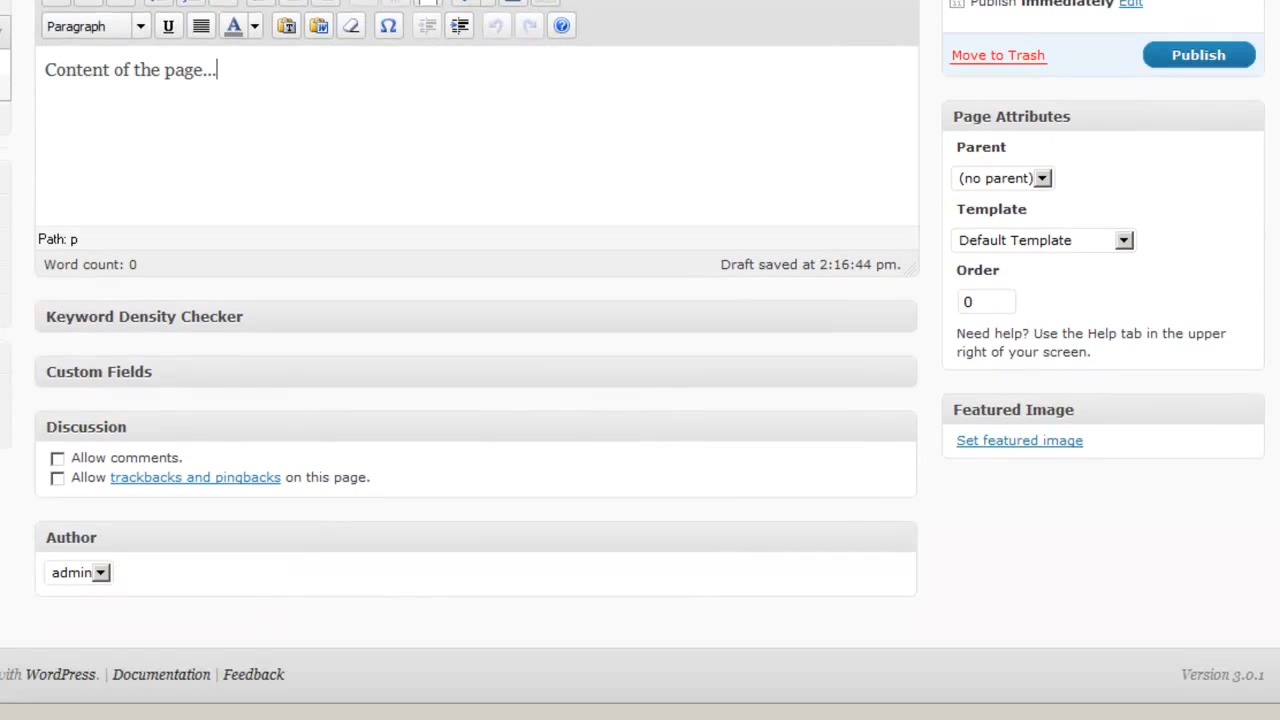 Publish immediately Edit
Paragraph
Content of the page...
Move to Trash
Publish
Page Attributes
Parent
(no parent)
Template
Default Template
Order
0
Need help? Use the Help tab in the upper
right of your screen.
Path: p
Word count: 0
Draft saved at 2:16:44 pm.
Keyword Density Checker
Custom Fields
Featured Image
Set featured image
Discussion
Allow comments.
Allow trackbacks and pingbacks on this page.
Author
admin
with WordPress. | Documentation | Feedback
Version 3.0.1